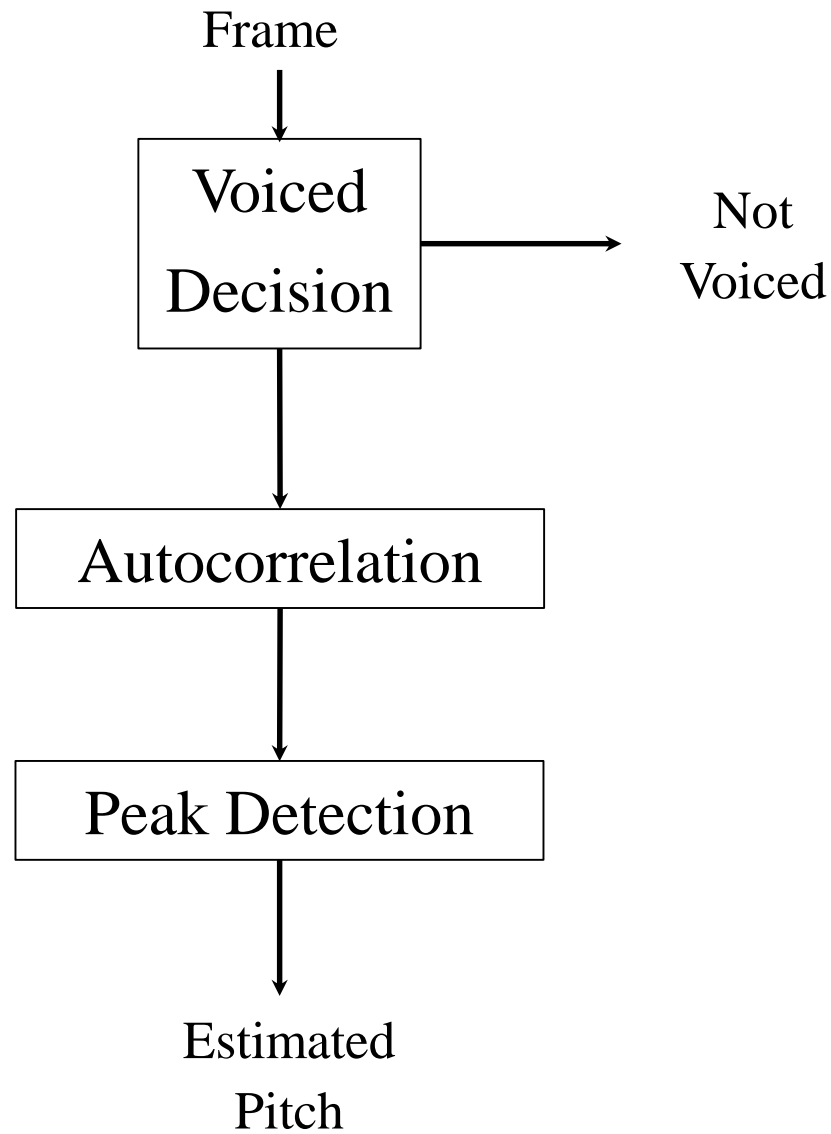 Frame
Voiced
Decision
Not
Voiced
Autocorrelation
Peak Detection
Estimated
Pitch